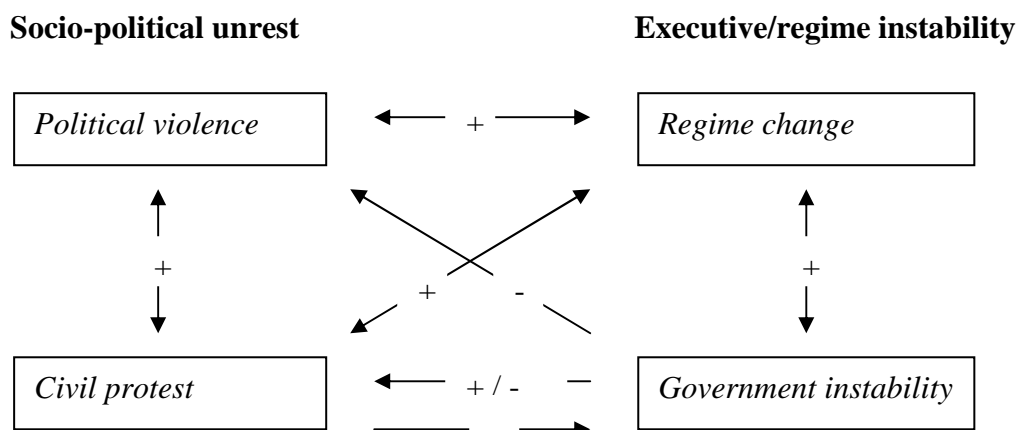 Socio-political unrest Executive/regime instability
Political violence + Regime change
+ +
+ -
Civil protest + / - Government instability